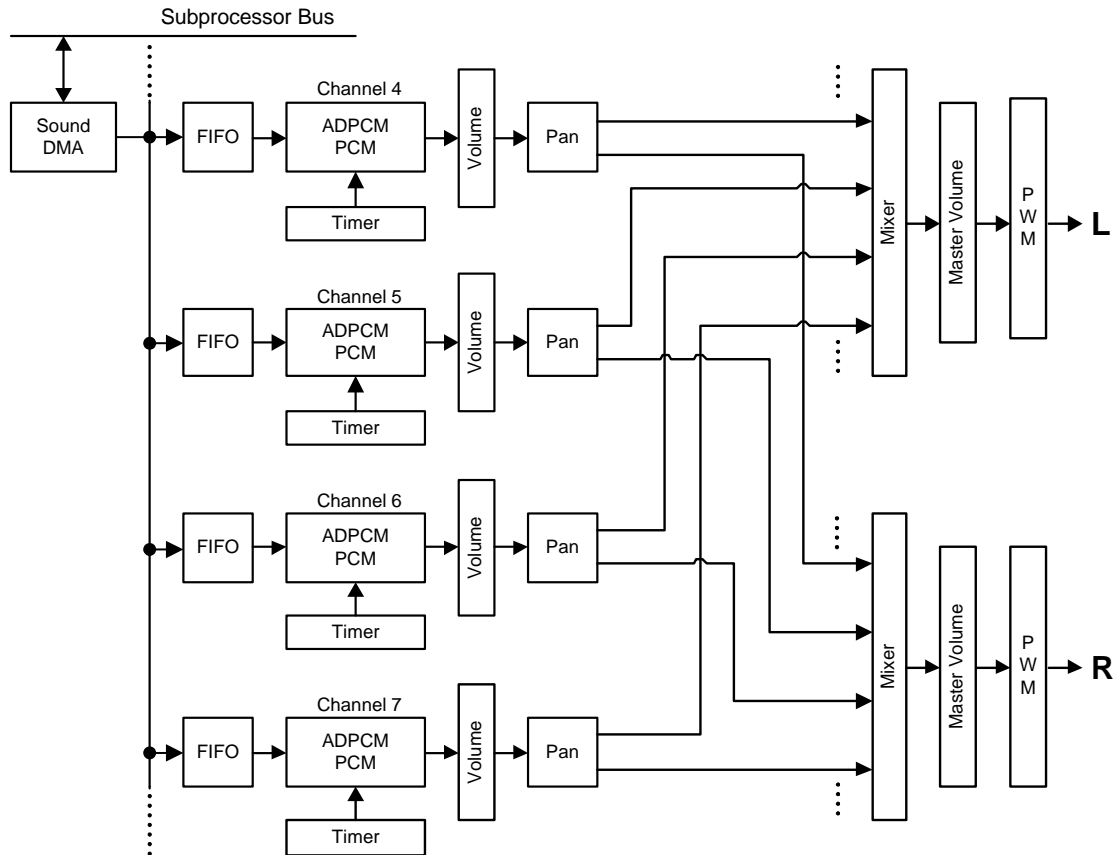 Subprocessor Bus
Sound
DMA
Channel 4
FIFO
ADPCM
PCM
Timer
Volume
Pan
Channel 5
FIFO
ADPCM
PCM
Timer
Volume
Pan
Channel 6
FIFO
ADPCM
PCM
Timer
Volume
Pan
Channel 7
FIFO
ADPCM
PCM
Timer
Volume
Pan
Mixer
Master Volume
P
W
M
L
Mixer
Master Volume
P
W
M
R